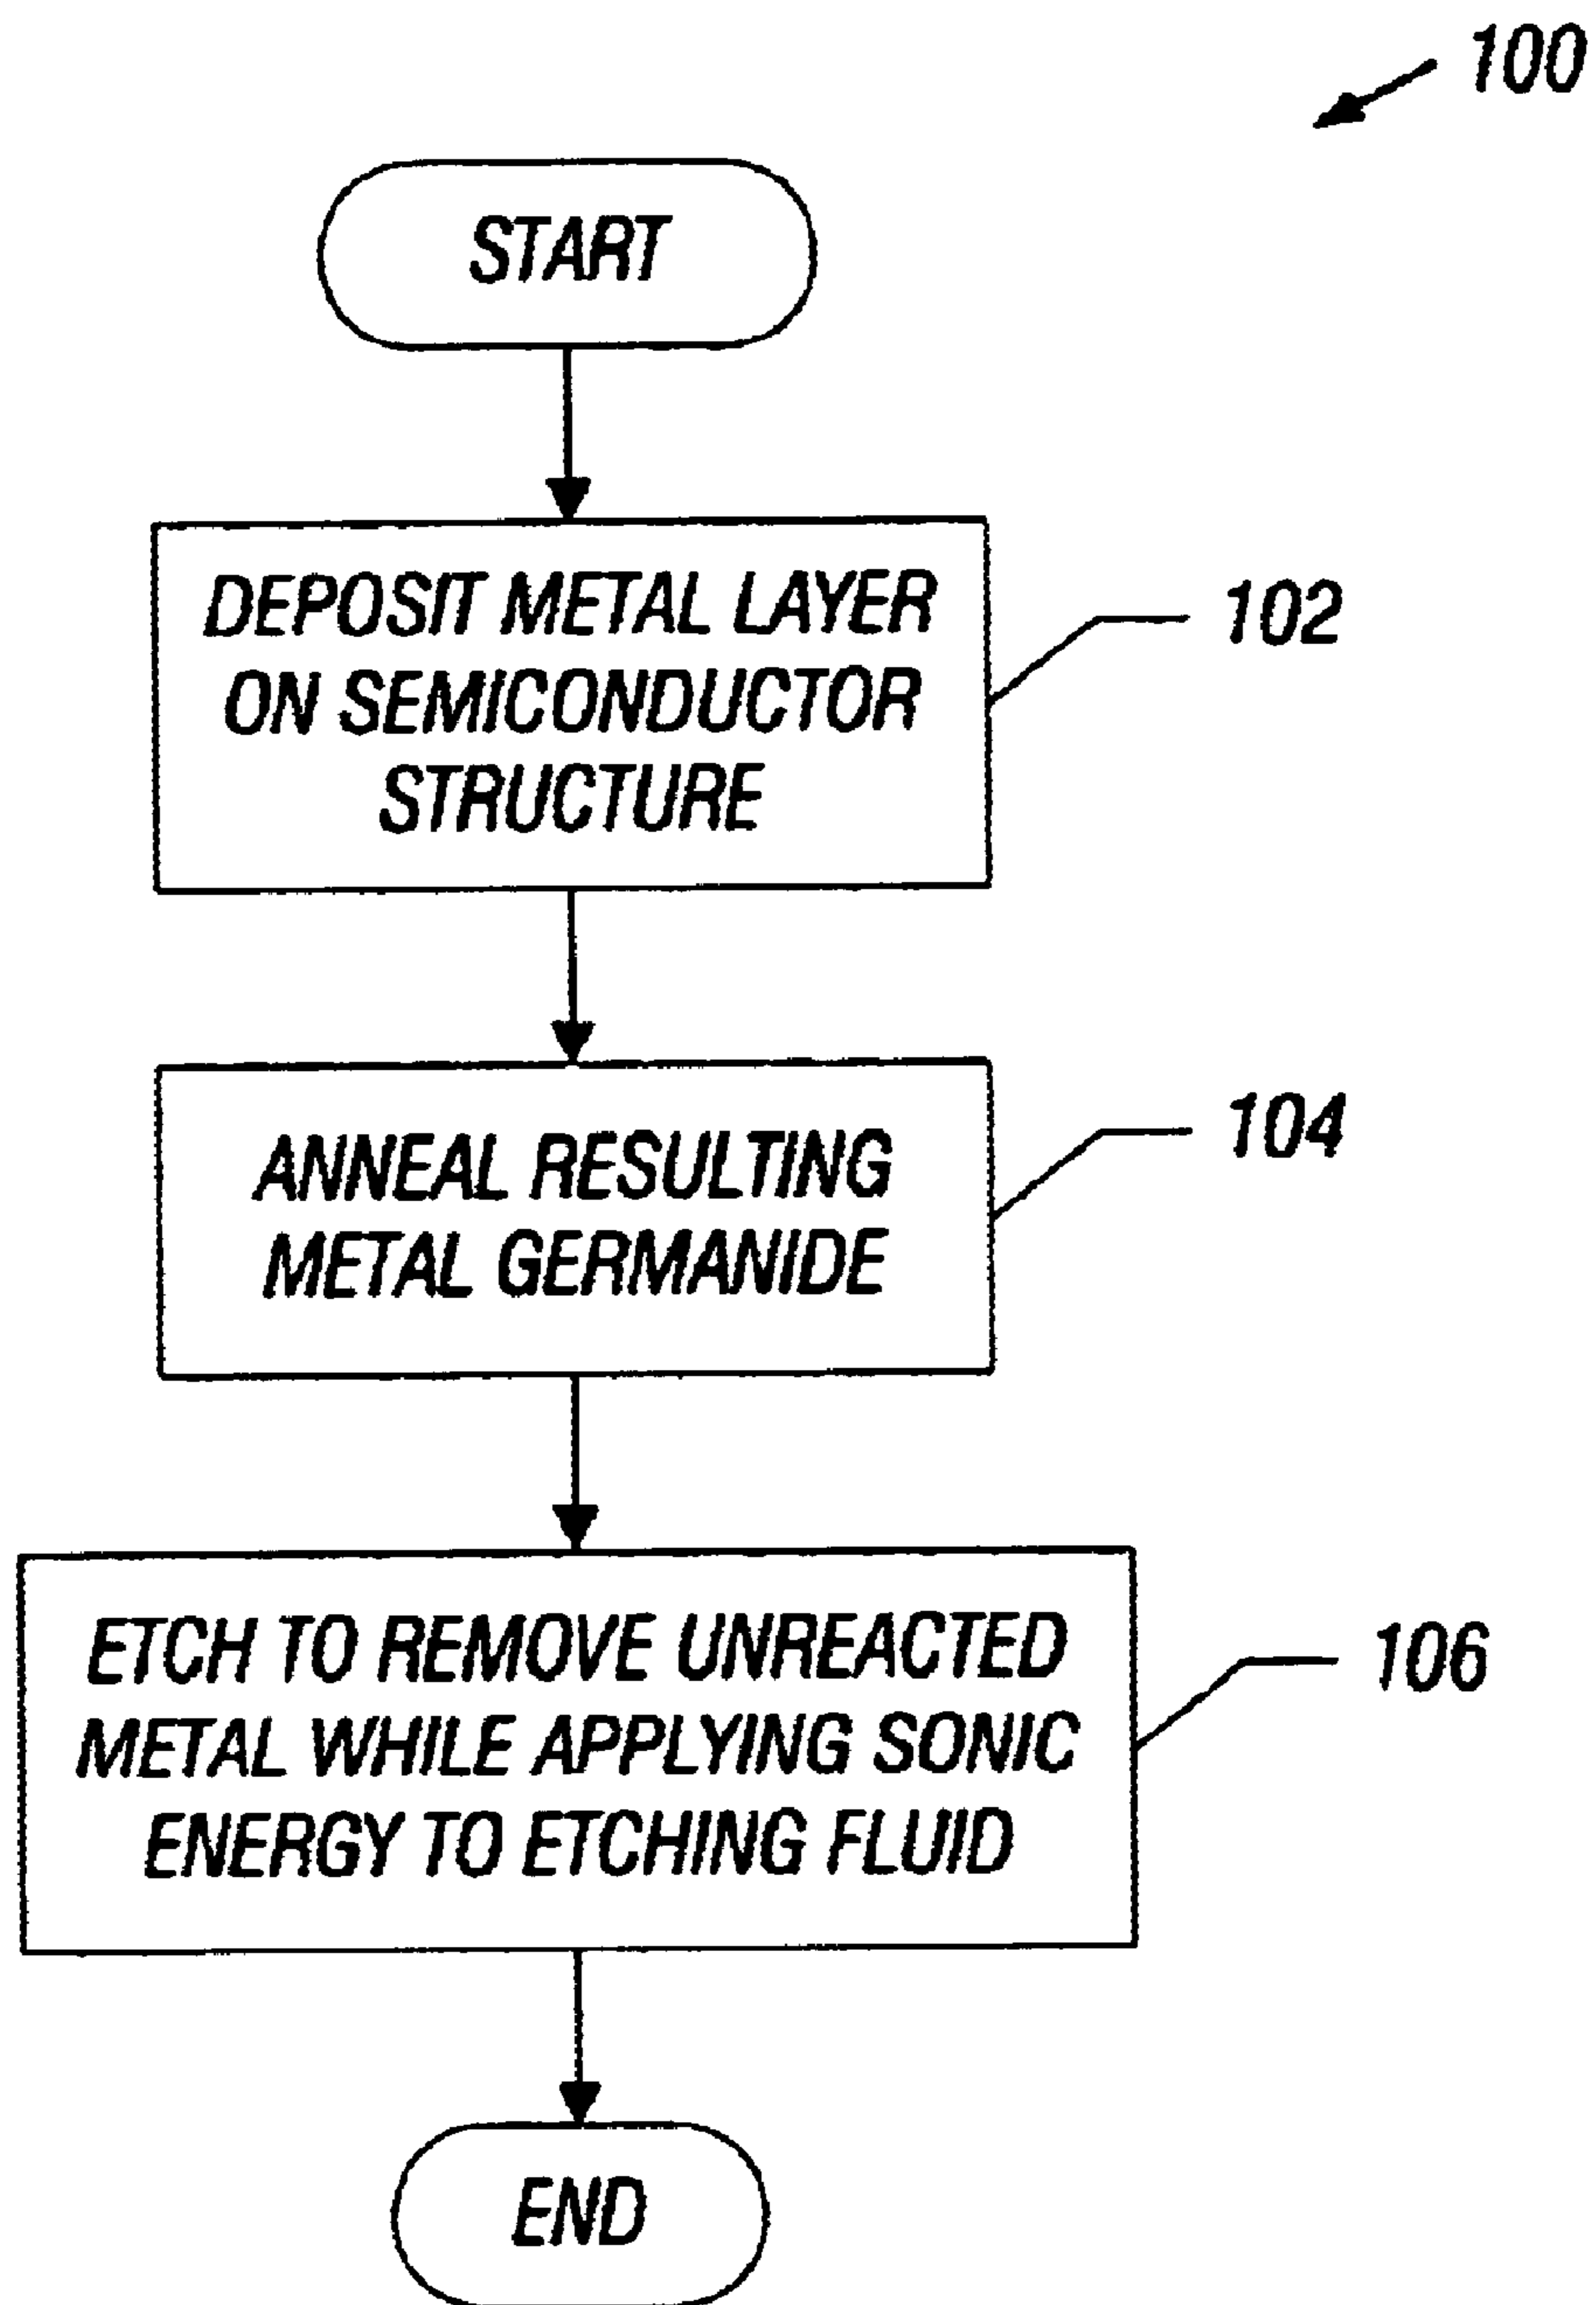 100
START
DEPOSIT METAL LAYER
ON SEMICONDUCTOR
STRUCTURE
102
ANNEAL RESULTING
METAL GERMANIDE
104
ETCH TO REMOVE UNREACTED
METAL WHILE APPLYING SONIC
ENERGY TO ETCHING FLUID
106
END